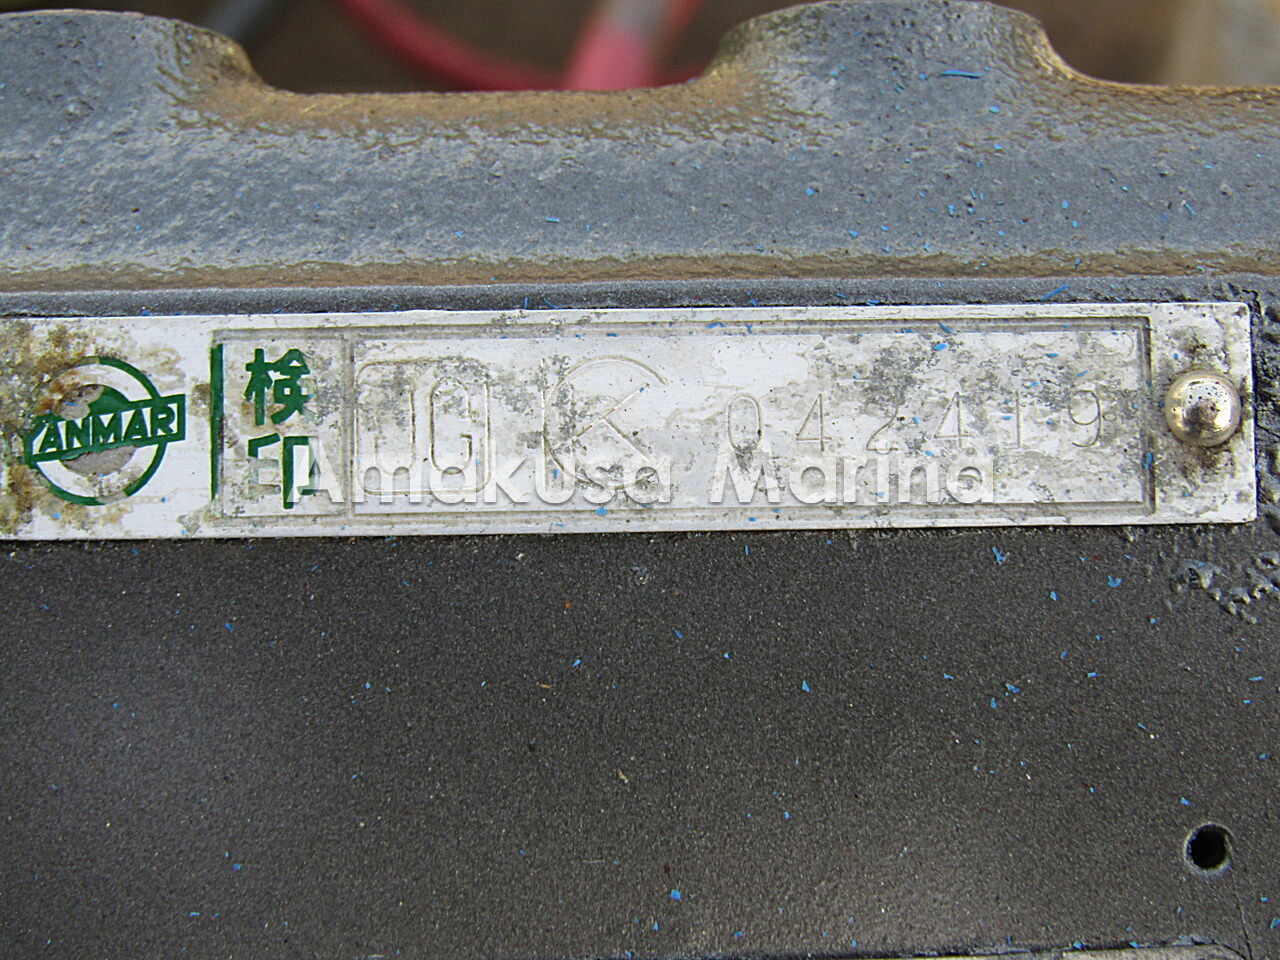 YANMAR
検印
JG K 042419
Amakusa Marina